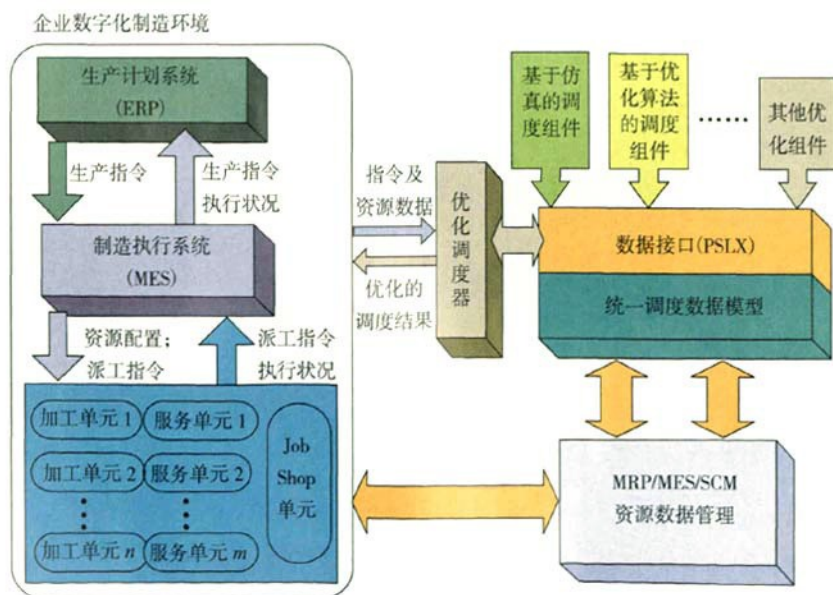 企业数字化制造环境
生产计划系统
(ERP)
生产指令
生产指令
执行状况
制造执行系统
(MES)
资源配置;
派工指令
派工指令
执行状况
加工单元1
服务单元1
加工单元2
服务单元2
加工单元n
服务单元m
Job
Shop
单元
指令及
资源数据
优化的
调度结果
优化调度器
基于仿
真的调
度组件
基于优
化算法
的调度
组件
……
其他优
化组件
数据接口(PSLX)
统一调度数据模型
MRP/MES/SCM
资源数据管理